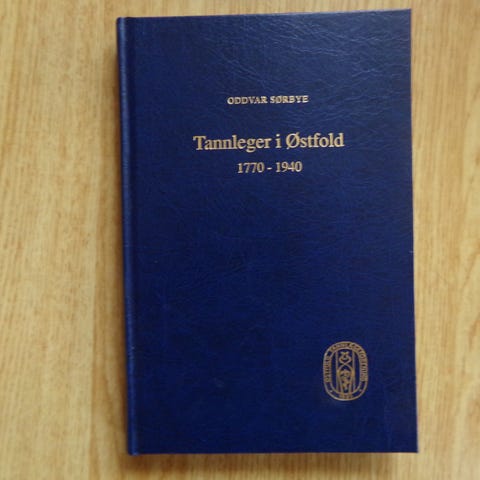 ODDVAR SØRBYE
Tannleger i Østfold
1770 - 1940